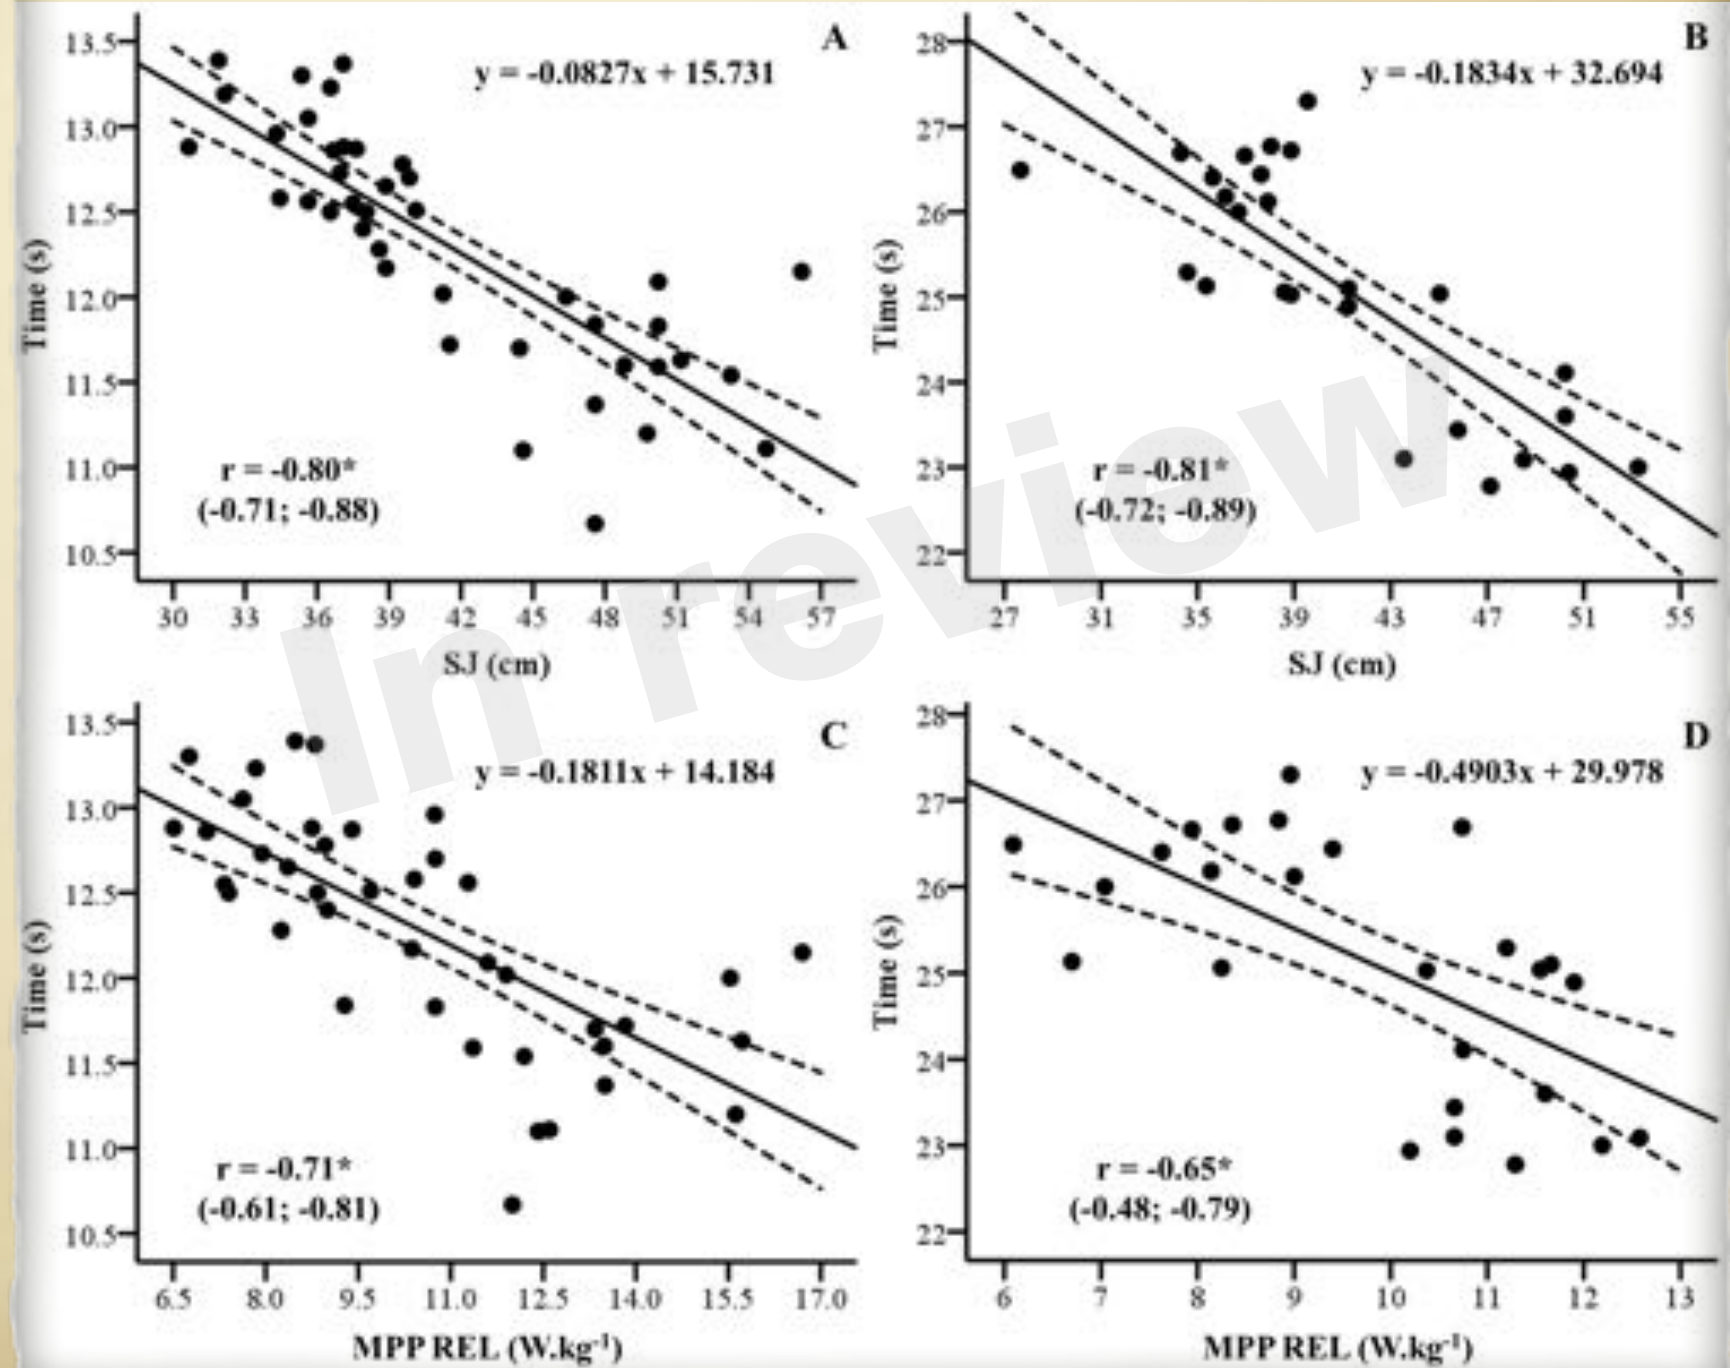 A
y = -0.0827x + 15.731
13.5
13.0
12.5
12.0
11.5
11.0
10.5
Time (s)
r = -0.80*
(-0.71; -0.88)
30 33 36 39 42 45 48 51 54 57
SJ (cm)
B
y = -0.1834x + 32.694
28
27
26
25
24
23
22
Time (s)
r = -0.81*
(-0.72; -0.89)
27 31 35 39 43 47 51 55
SJ (cm)
C
y = -0.1811x + 14.184
13.5
13.0
12.5
12.0
11.5
11.0
10.5
Time (s)
r = -0.71*
(-0.61; -0.81)
6.5 8.0 9.5 11.0 12.5 14.0 15.5 17.0
MPP REL (W.kg⁻¹)
D
y = -0.4903x + 29.978
28
27
26
25
24
23
22
Time (s)
r = -0.65*
(-0.48; -0.79)
6 7 8 9 10 11 12 13
MPP REL (W.kg⁻¹)
In review